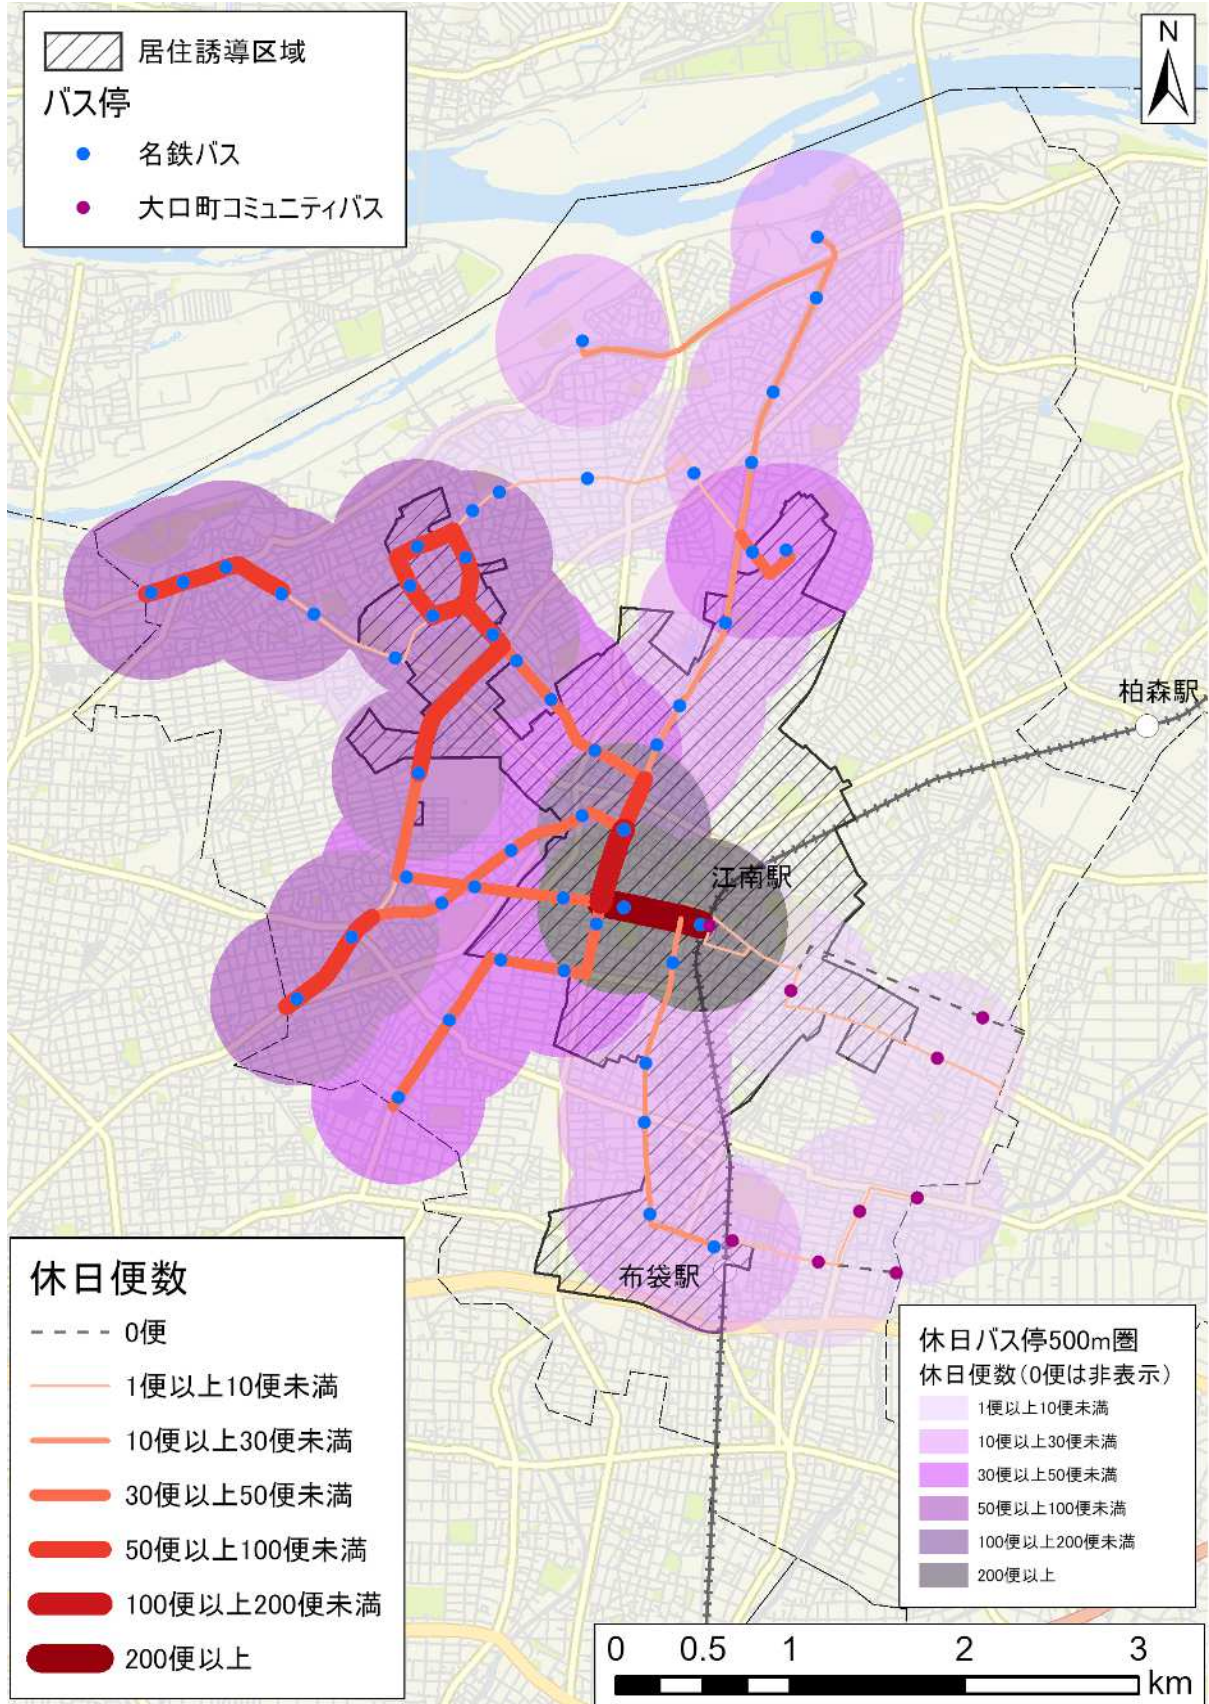 居住誘導区域
バス停
名鉄バス
大口町コミュニティバス
N
柏森駅
江南駅
布袋駅
休日便数
0便
1便以上10便未満
10便以上30便未満
30便以上50便未満
50便以上100便未満
100便以上200便未満
200便以上
休日バス停500m圏
休日便数(0便は非表示)
1便以上10便未満
10便以上30便未満
30便以上50便未満
50便以上100便未満
100便以上200便未満
200便以上
0 0.5 1 2 3
km